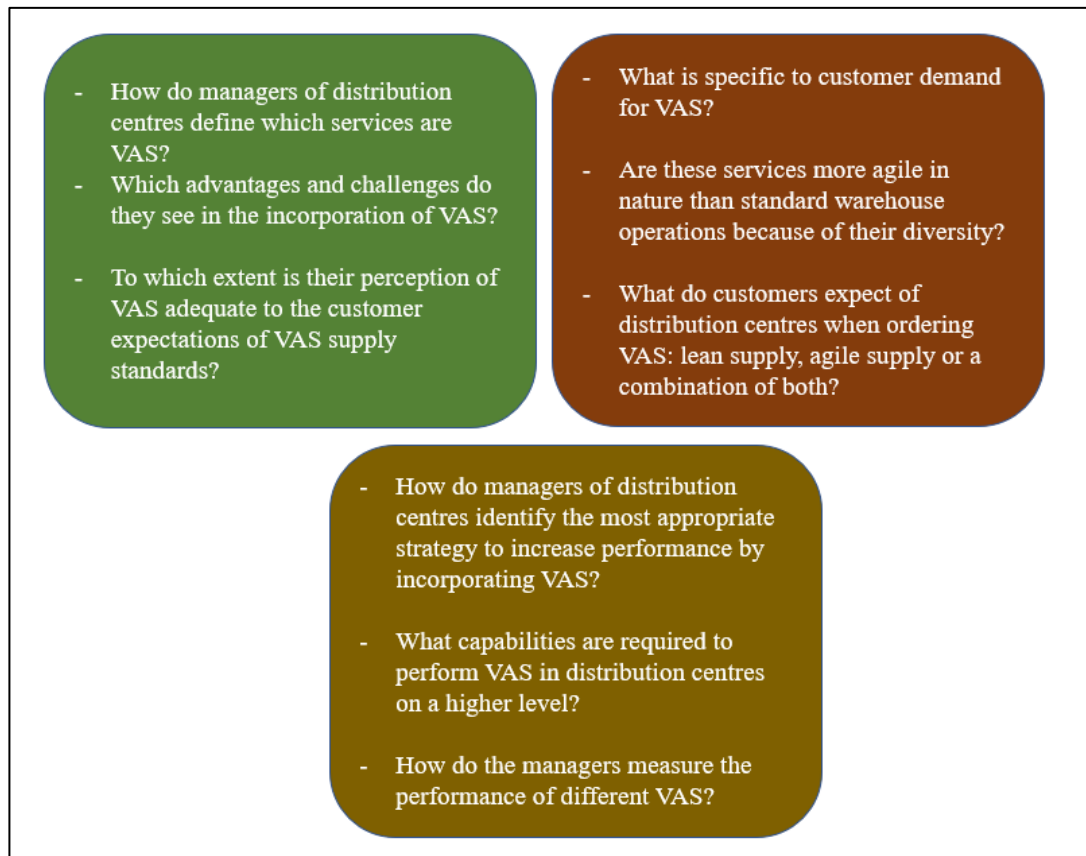 - How do managers of distribution
centres define which services are
VAS?
- Which advantages and challenges do
they see in the incorporation of VAS?
- To which extent is their perception of
VAS adequate to the customer
expectations of VAS supply
standards?
- What is specific to customer demand
for VAS?
- Are these services more agile in
nature than standard warehouse
operations because of their diversity?
- What do customers expect of
distribution centres when ordering
VAS: lean supply, agile supply or a
combination of both?
- How do managers of distribution
centres identify the most appropriate
strategy to increase performance by
incorporating VAS?
- What capabilities are required to
perform VAS in distribution centres
on a higher level?
- How do the managers measure the
performance of different VAS?